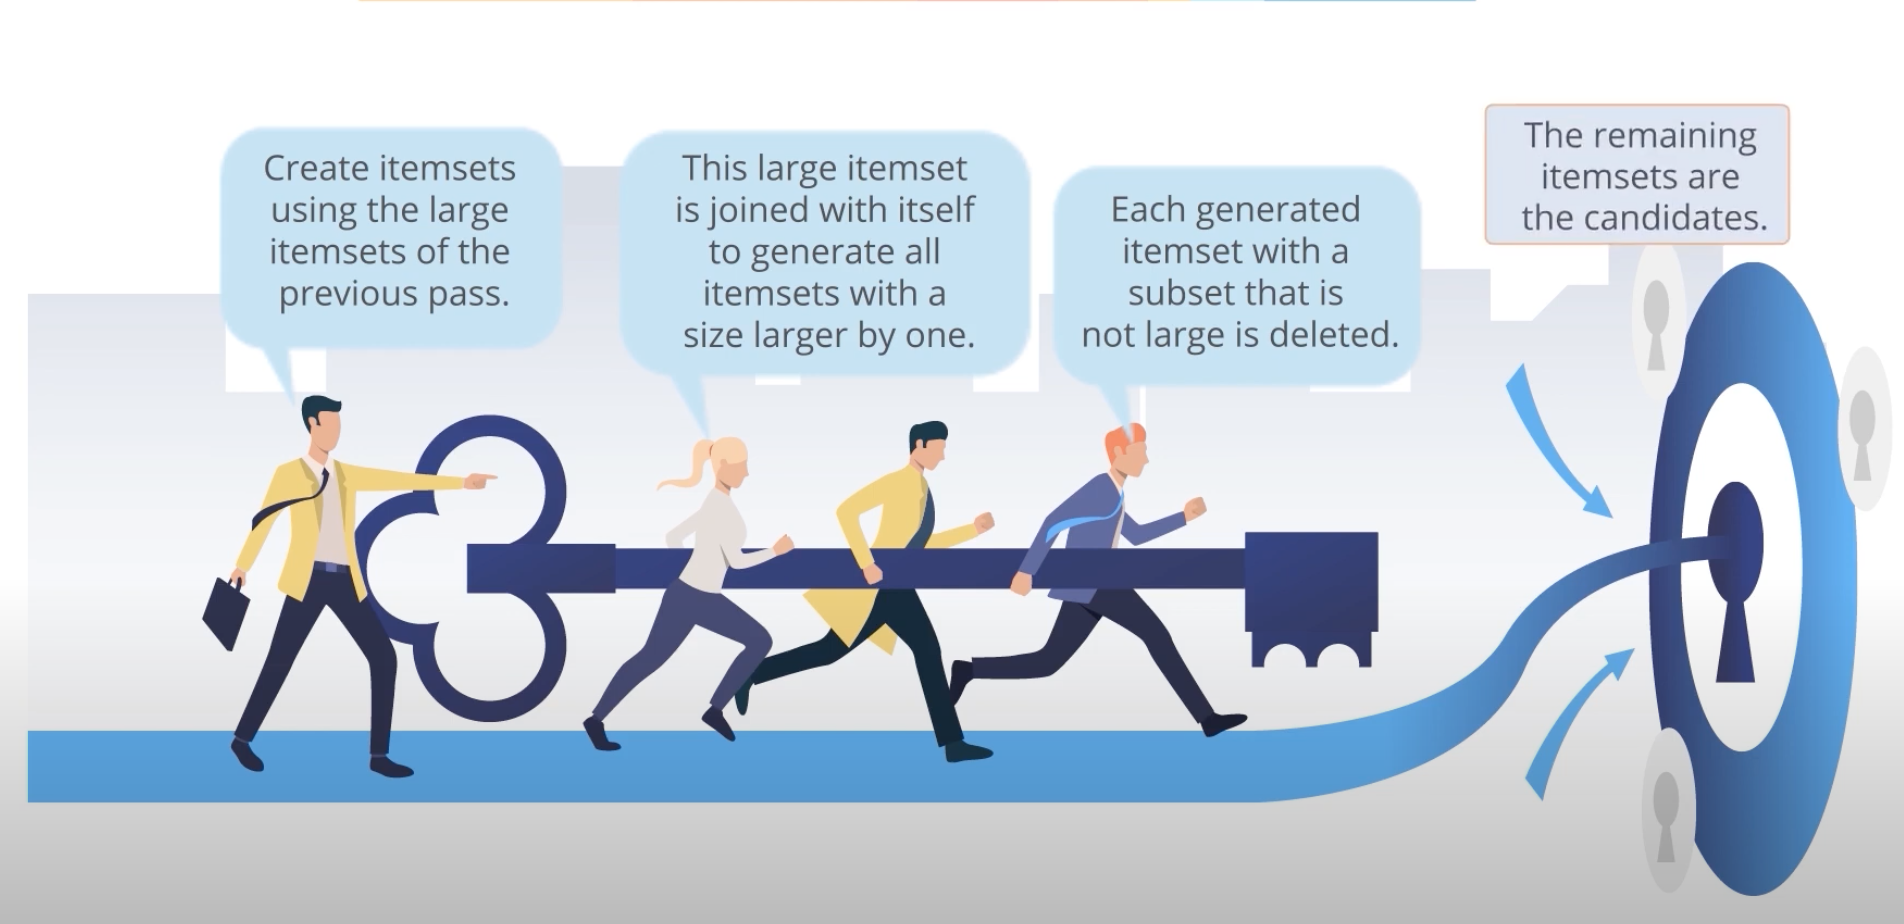 Create itemsets
using the large
itemsets of the
previous pass.
This large itemset
is joined with itself
to generate all
itemsets with a
size larger by one.
Each generated
itemset with a
subset that is
not large is deleted.
The remaining
itemsets are
the candidates.